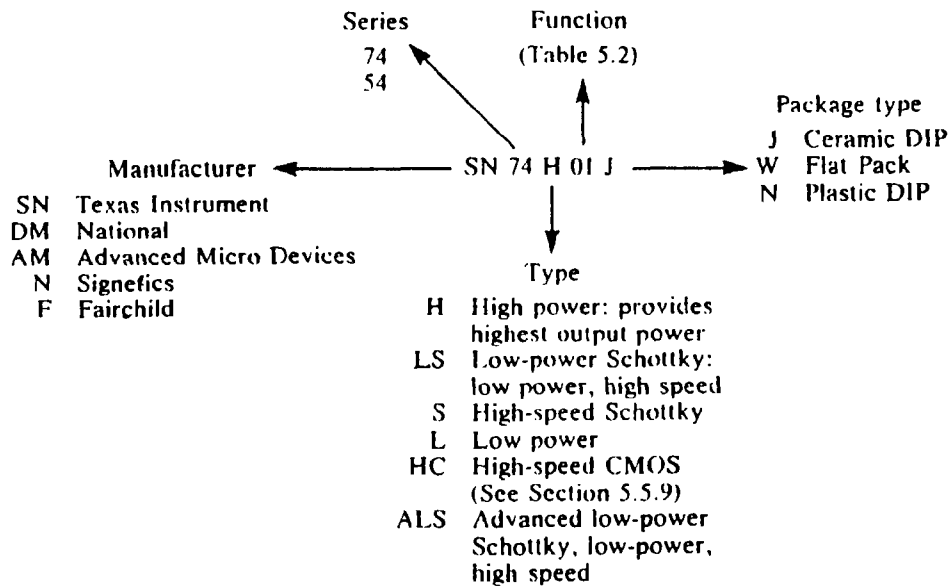 Series
74
54
Function
(Table 5.2)
Package type
J Ceramic DIP
W Flat Pack
N Plastic DIP
Manufacturer
SN 74 H 01 J
SN Texas Instrument
DM National
AM Advanced Micro Devices
N Signefics
F Fairchild
Type
H High power: provides
highest output power
LS Low-power Schottky:
low power, high speed
S High-speed Schottky
L Low power
HC High-speed CMOS
(See Section 5.5.9)
ALS Advanced low-power
Schottky, low-power,
high speed